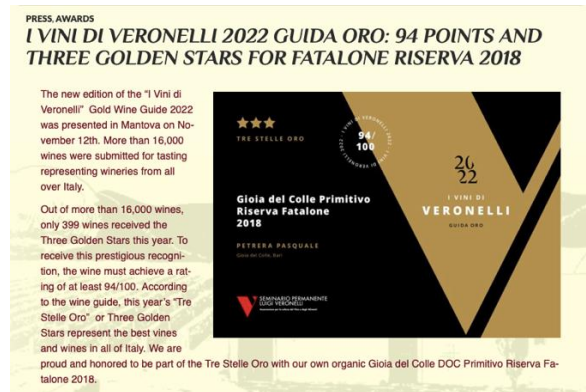 PRESS, AWARDS
I VINI DI VERONELLI 2022 GUIDA ORO: 94 POINTS AND
THREE GOLDEN STARS FOR FATALONE RISERVA 2018
The new edition of the “I Vini di
Veronelli” Gold Wine Guide 2022
was presented in Mantova on No-
vember 12th. More than 16,000
wines were submitted for tasting
representing wineries from all
over Italy.
Out of more than 16,000 wines,
only 399 wines received the
Three Golden Stars this year. To
receive this prestigious recogni-
tion, the wine must achieve a rat-
ing of at least 94/100. According
to the wine guide, this year’s “Tre
Stelle Oro” or Three Golden
Stars represent the best vines
and wines in all of Italy. We are
proud and honored to be part of the Tre Stelle Oro with our own organic Gioia del Colle DOC Primitivo Riserva Fa-
talone 2018.
TRE STELLE ORO
94/
100
Gioia del Colle Primitivo
Riserva Fatalone
2018
PETRERA PASQUALE
Gioia del Colle, Bari
SEMINARIO PERMANENTE
LUIGI VERONELLI
2022
I VINI DI
VERONELLI
GUIDA ORO